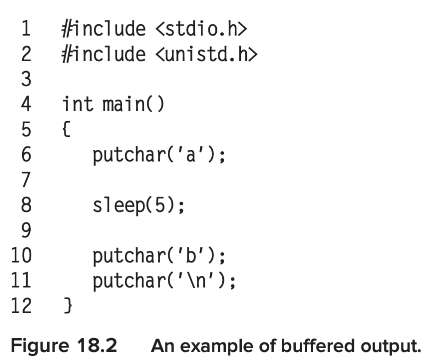 1 #include <stdio.h>
2 #include <unistd.h>
3
4 int main()
5 {
6 putchar('a');
7
8 sleep(5);
9
10 putchar('b');
11 putchar('\n');
12 }
Figure 18.2 An example of buffered output.